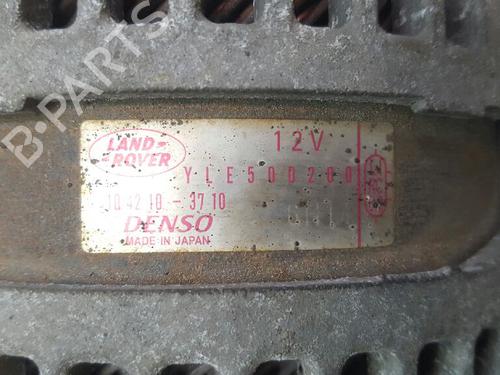 B-PARTS
LAND-
-ROVER
12V
YLE500200
104210-3710
DENSO
MADE IN JAPAN